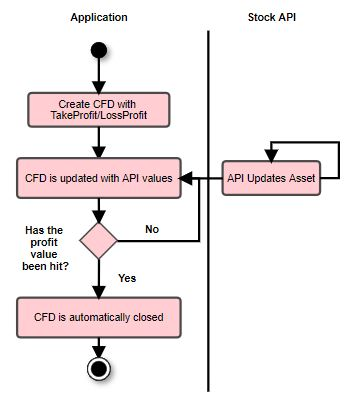 Application
Stock API
Create CFD with
TakeProfit/LossProfit
CFD is updated with API values
API Updates Asset
Has the
profit
value
been hit?
No
Yes
CFD is automatically closed